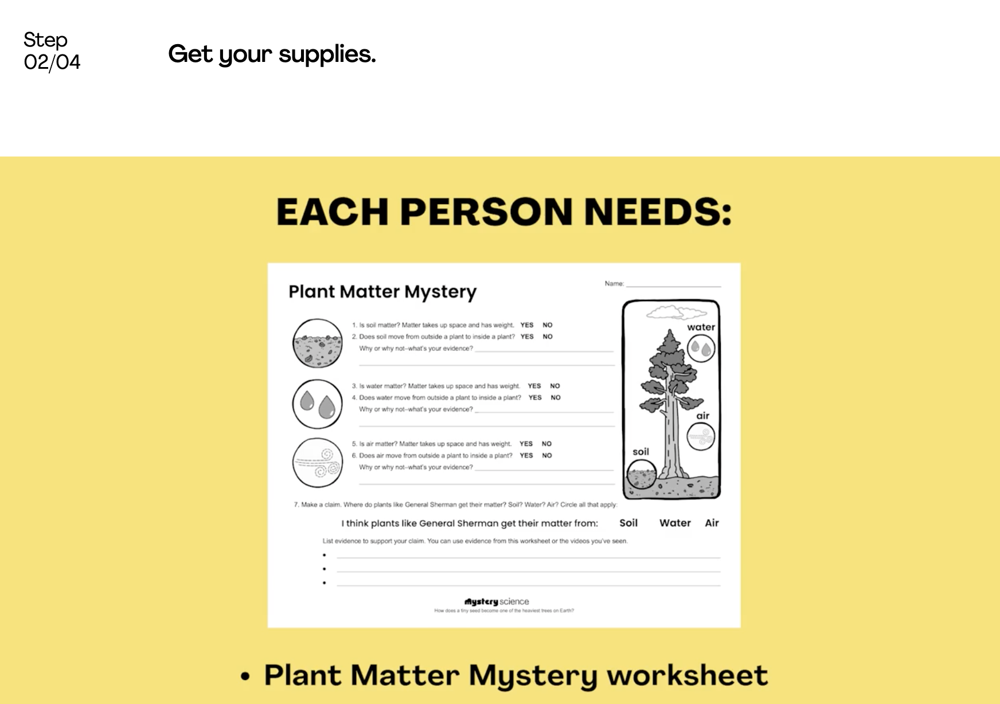 Step
02/04
Get your supplies.
EACH PERSON NEEDS:
Plant Matter Mystery
Name:
1. Is soil matter? Matter takes up space and has weight. YES NO
2. Does soil move from outside a plant to inside a plant? YES NO
Why or why not–what's your evidence?
3. Is water matter? Matter takes up space and has weight. YES NO
4. Does water move from outside a plant to inside a plant? YES NO
Why or why not–what's your evidence?
5. Is air matter? Matter takes up space and has weight. YES NO
6. Does air move from outside a plant to inside a plant? YES NO
Why or why not–what's your evidence?
water
air
soil
7. Make a claim. Where do plants like General Sherman get their matter? Soil? Water? Air? Circle all that apply:
I think plants like General Sherman get their matter from: Soil Water Air
List evidence to support your claim. You can use evidence from this worksheet or the videos you've seen.
•
•
•
Mystery science
How does a tiny seed become one of the heaviest trees on Earth?
• Plant Matter Mystery worksheet